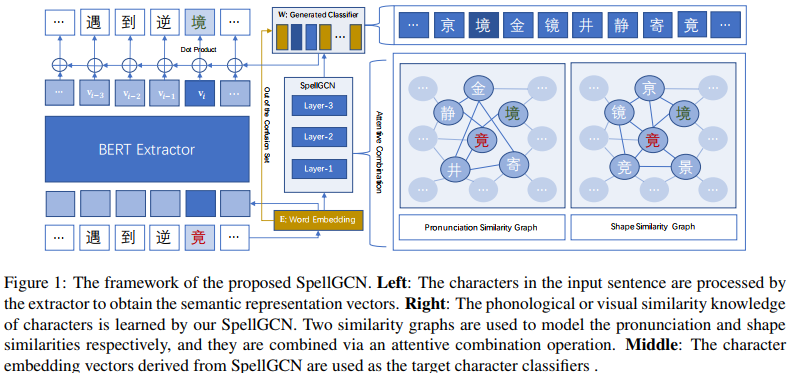 ... 遇 到 逆 境 ...
W: Generated Classifier
... 京 境 金 镜 井 静 寄 竟 ...
Dot Product
... v_{i-3} v_{i-2} v_{i-1} v_i ...
BERT Extractor
... 遇 到 逆 竟 ...
Out of the Confusion Set
SpellGCN
Layer-3
Layer-2
Layer-1
E: Word Embedding
Attentive Combination
... 金 ...
静 境
... 竟 ...
井 寄
... ... ...
Pronunciation Similarity Graph
... 京 ...
镜 境
... 竟 ...
竞 景
... ... ...
Shape Similarity Graph
Figure 1: The framework of the proposed SpellGCN. Left: The characters in the input sentence are processed by
the extractor to obtain the semantic representation vectors. Right: The phonological or visual similarity knowledge
of characters is learned by our SpellGCN. Two similarity graphs are used to model the pronunciation and shape
similarities respectively, and they are combined via an attentive combination operation. Middle: The character
embedding vectors derived from SpellGCN are used as the target character classifiers .